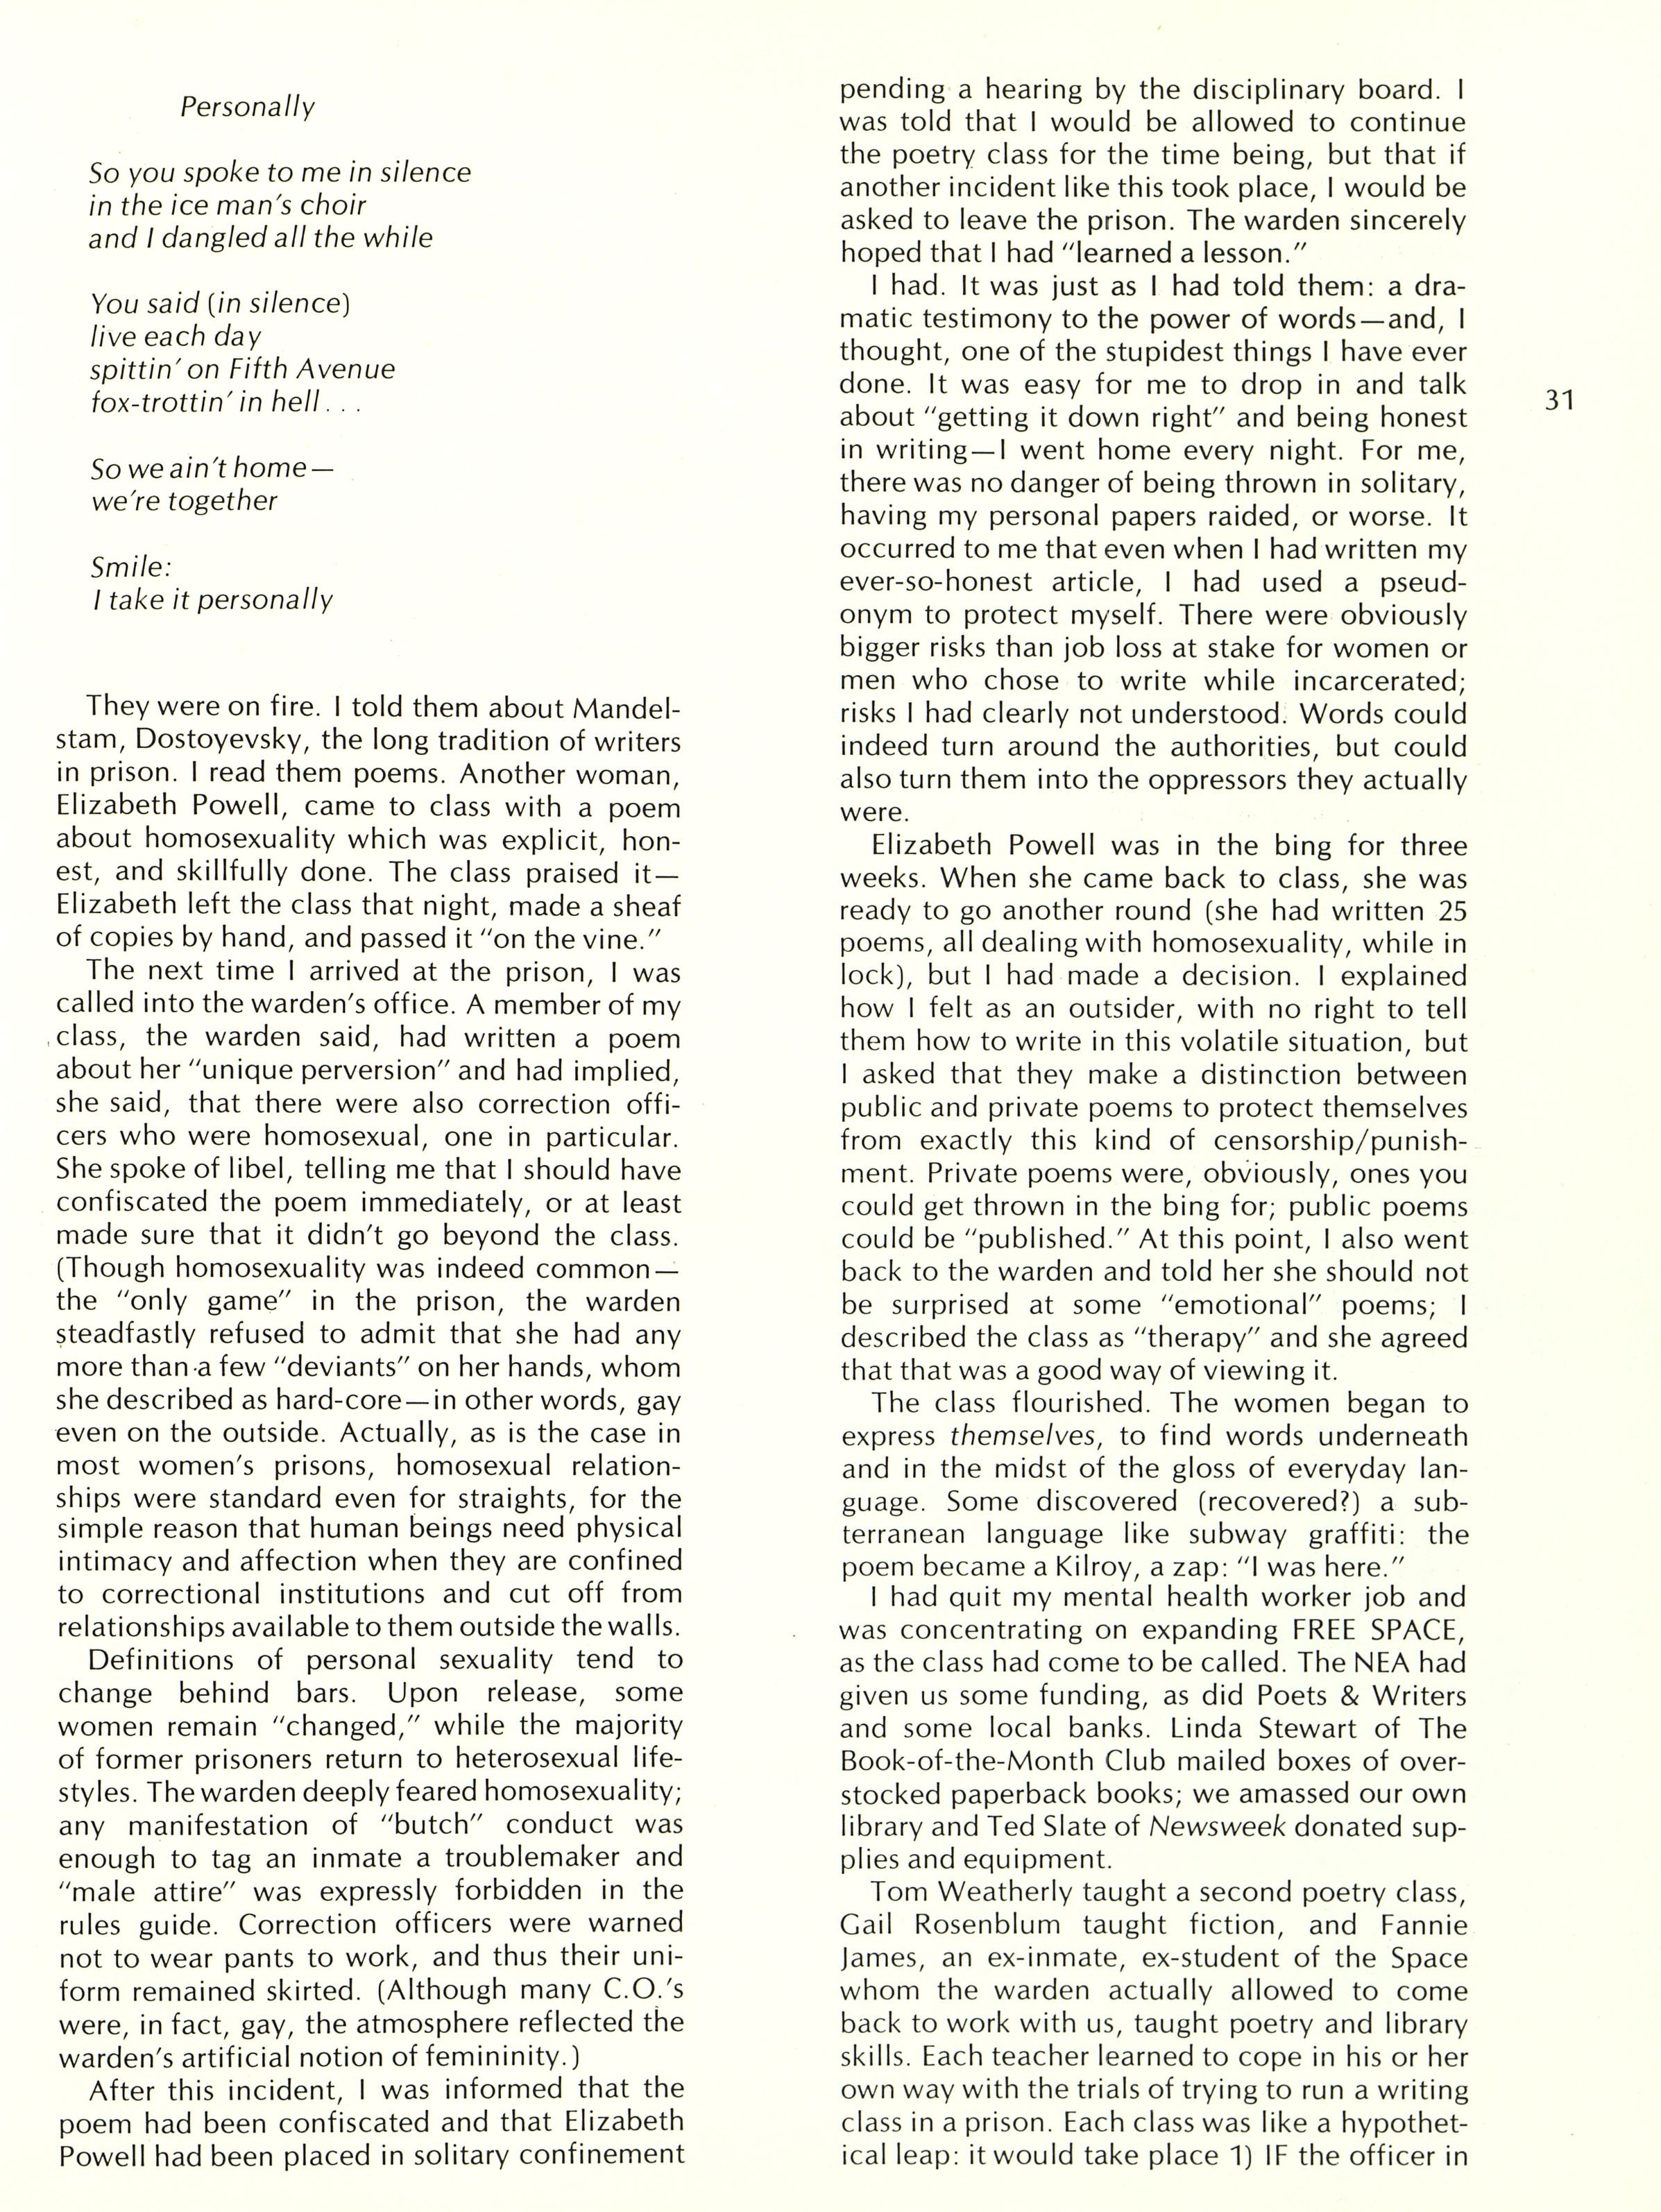 Personally
So you spoke to me in silence
in the ice man's choir
and I dangled all the while
You said (in silence)
live each day
spittin' on Fifth Avenue
fox-trottin' in hell . . .
So we ain't home—
we're together
Smile:
I take it personally
They were on fire. I told them about Mandel-
stam, Dostoyevsky, the long tradition of writers
in prison. I read them poems. Another woman,
Elizabeth Powell, came to class with a poem
about homosexuality which was explicit, hon-
est, and skillfully done. The class praised it—
Elizabeth left the class that night, made a sheaf
of copies by hand, and passed it "on the vine."
The next time I arrived at the prison, I was
called into the warden's office. A member of my
class, the warden said, had written a poem
about her "unique perversion" and had implied,
she said, that there were also correction offi-
cers who were homosexual, one in particular.
She spoke of libel, telling me that I should have
confiscated the poem immediately, or at least
made sure that it didn't go beyond the class.
(Though homosexuality was indeed common—
the "only game" in the prison, the warden
steadfastly refused to admit that she had any
more than a few "deviants" on her hands, whom
she described as hard-core—in other words, gay
even on the outside. Actually, as is the case in
most women's prisons, homosexual relation-
ships were standard even for straights, for the
simple reason that human beings need physical
intimacy and affection when they are confined
to correctional institutions and cut off from
relationships available to them outside the walls.
Definitions of personal sexuality tend to
change behind bars. Upon release, some
women remain "changed," while the majority
of former prisoners return to heterosexual life-
styles. The warden deeply feared homosexuality;
any manifestation of "butch" conduct was
enough to tag an inmate a troublemaker and
"male attire" was expressly forbidden in the
rules guide. Correction officers were warned
not to wear pants to work, and thus their uni-
form remained skirted. (Although many C.O.'s
were, in fact, gay, the atmosphere reflected the
warden's artificial notion of femininity.)
After this incident, I was informed that the
poem had been confiscated and that Elizabeth
Powell had been placed in solitary confinement
pending a hearing by the disciplinary board. I
was told that I would be allowed to continue
the poetry class for the time being, but that if
another incident like this took place, I would be
asked to leave the prison. The warden sincerely
hoped that I had "learned a lesson."
I had. It was just as I had told them: a dra-
matic testimony to the power of words—and, I
thought, one of the stupidest things I have ever
done. It was easy for me to drop in and talk
about "getting it down right" and being honest
in writing—I went home every night. For me,
there was no danger of being thrown in solitary,
having my personal papers raided, or worse. It
occurred to me that even when I had written my
ever-so-honest article, I had used a pseud-
onym to protect myself. There were obviously
bigger risks than job loss at stake for women or
men who chose to write while incarcerated;
risks I had clearly not understood. Words could
indeed turn around the authorities, but could
also turn them into the oppressors they actually
were.
Elizabeth Powell was in the bing for three
weeks. When she came back to class, she was
ready to go another round (she had written 25
poems, all dealing with homosexuality, while in
lock), but I had made a decision. I explained
how I felt as an outsider, with no right to tell
them how to write in this volatile situation, but
I asked that they make a distinction between
public and private poems to protect themselves
from exactly this kind of censorship/punish-
ment. Private poems were, obviously, ones you
could get thrown in the bing for; public poems
could be "published." At this point, I also went
back to the warden and told her she should not
be surprised at some "emotional" poems; I
described the class as "therapy" and she agreed
that that was a good way of viewing it.
The class flourished. The women began to
express themselves, to find words underneath
and in the midst of the gloss of everyday lan-
guage. Some discovered (recovered?) a sub-
terranean language like subway graffiti: the
poem became a Kilroy, a zap: "I was here."
I had quit my mental health worker job and
was concentrating on expanding FREE SPACE,
as the class had come to be called. The NEA had
given us some funding, as did Poets & Writers
and some local banks. Linda Stewart of The
Book-of-the-Month Club mailed boxes of over-
stocked paperback books; we amassed our own
library and Ted Slate of Newsweek donated sup-
plies and equipment.
Tom Weatherly taught a second poetry class,
Gail Rosenblum taught fiction, and Fannie
James, an ex-inmate, ex-student of the Space
whom the warden actually allowed to come
back to work with us, taught poetry and library
skills. Each teacher learned to cope in his or her
own way with the trials of trying to run a writing
class in a prison. Each class was like a hypothet-
ical leap: it would take place 1) IF the officer in
31